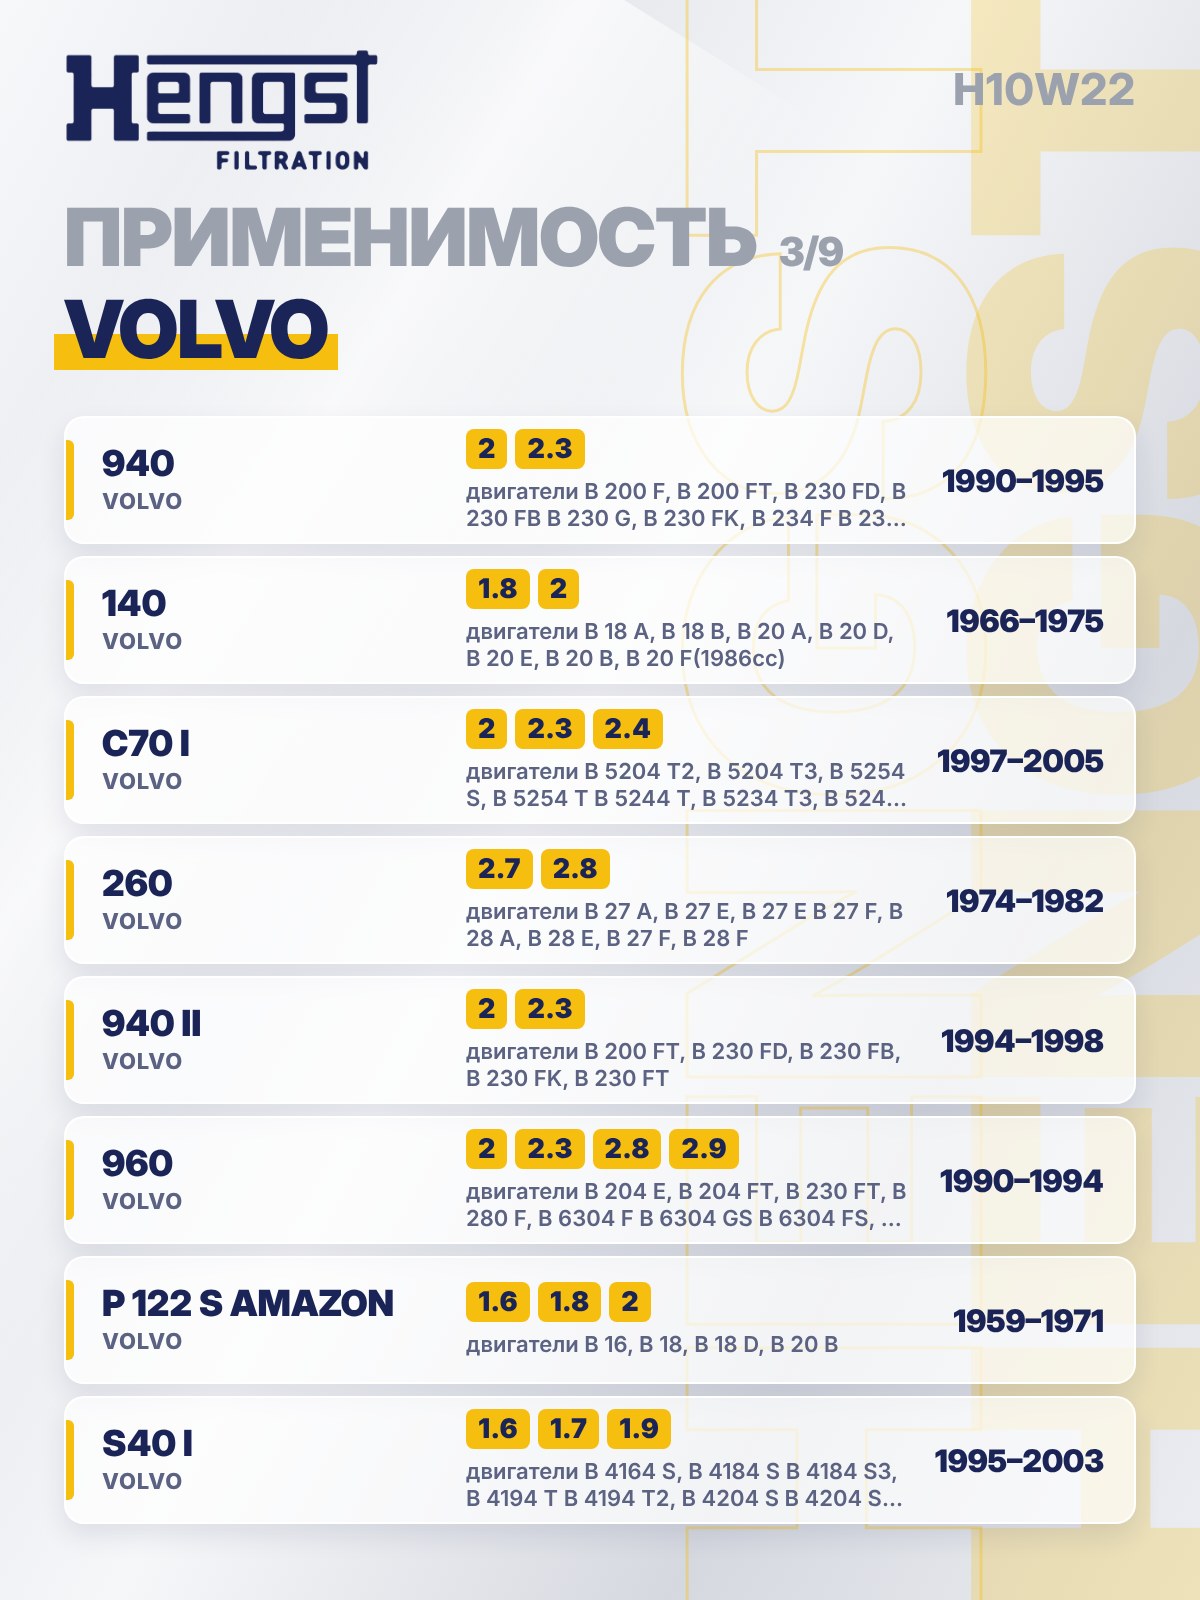 Hengst
FILTRATION
H10W22
ПРИМЕНИМОСТЬ 3/9
VOLVO
940
VOLVO
2 2.3
двигатели B 200 F, B 200 FT, B 230 FD, B
230 FB B 230 G, B 230 FK, B 234 F B 23...
1990–1995
140
VOLVO
1.8 2
двигатели B 18 A, B 18 B, B 20 A, B 20 D,
B 20 E, B 20 B, B 20 F(1986cc)
1966–1975
C70 I
VOLVO
2 2.3 2.4
двигатели B 5204 T2, B 5204 T3, B 5254
S, B 5254 T B 5244 T, B 5234 T3, B 524...
1997–2005
260
VOLVO
2.7 2.8
двигатели B 27 A, B 27 E, B 27 E B 27 F, B
28 A, B 28 E, B 27 F, B 28 F
1974–1982
940 II
VOLVO
2 2.3
двигатели B 200 FT, B 230 FD, B 230 FB,
B 230 FK, B 230 FT
1994–1998
960
VOLVO
2 2.3 2.8 2.9
двигатели B 204 E, B 204 FT, B 230 FT, B
280 F, B 6304 F B 6304 GS B 6304 FS, ...
1990–1994
P 122 S AMAZON
VOLVO
1.6 1.8 2
двигатели B 16, B 18, B 18 D, B 20 B
1959–1971
S40 I
VOLVO
1.6 1.7 1.9
двигатели B 4164 S, B 4184 S B 4184 S3,
B 4194 T B 4194 T2, B 4204 S B 4204 S...
1995–2003
HENGST
HENGST